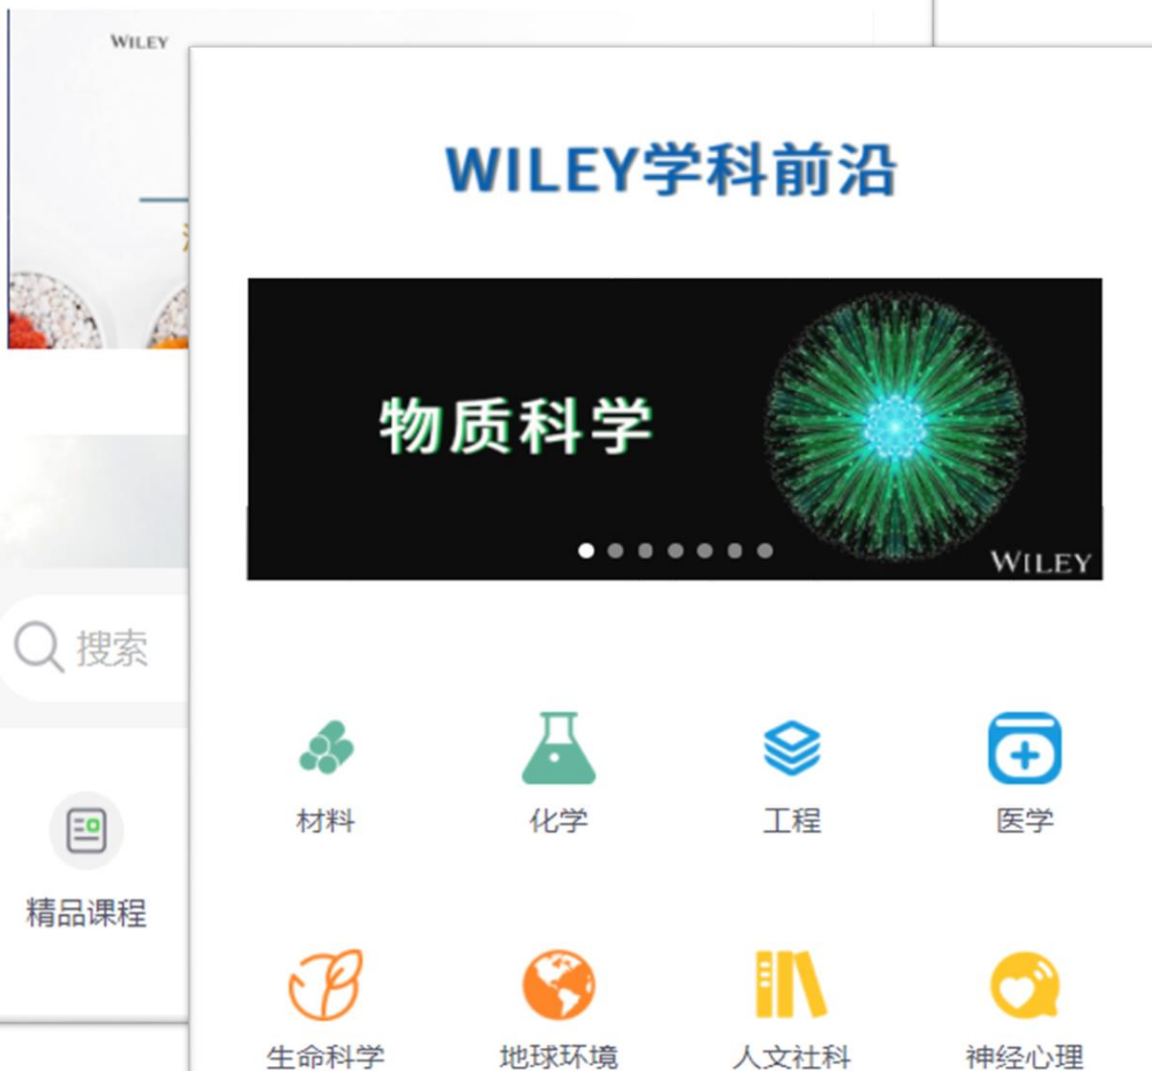 WILEY
WILEY学科前沿
物质科学
WILEY
搜索
材料
化学
工程
医学
精品课程
生命科学
地球环境
人文社科
神经心理